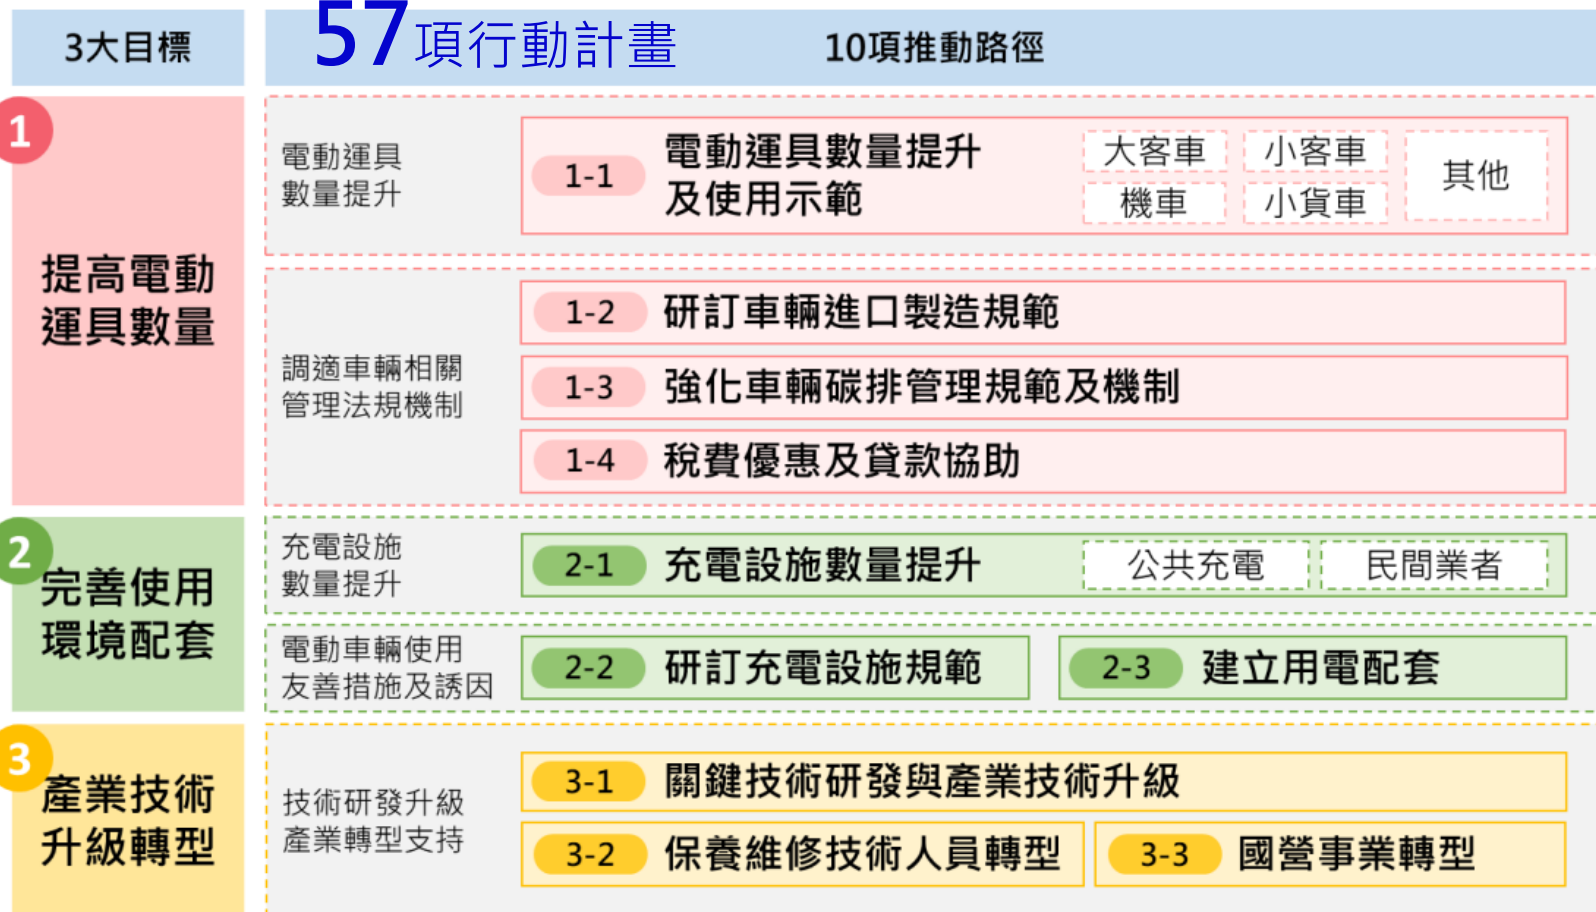 3大目標
57項行動計畫
10項推動路徑
1
提高電動
運具數量
電動運具
數量提升
1-1
電動運具數量提升
及使用示範
大客車
小客車
其他
機車
小貨車
調適車輛相關
管理法規機制
1-2
研訂車輛進口製造規範
1-3
強化車輛碳排管理規範及機制
1-4
稅費優惠及貸款協助
2
完善使用
環境配套
充電設施
數量提升
2-1
充電設施數量提升
公共充電
民間業者
電動車輛使用
友善措施及誘因
2-2
研訂充電設施規範
2-3
建立用電配套
3
產業技術
升級轉型
技術研發升級
產業轉型支持
3-1
關鍵技術研發與產業技術升級
3-2
保養維修技術人員轉型
3-3
國營事業轉型